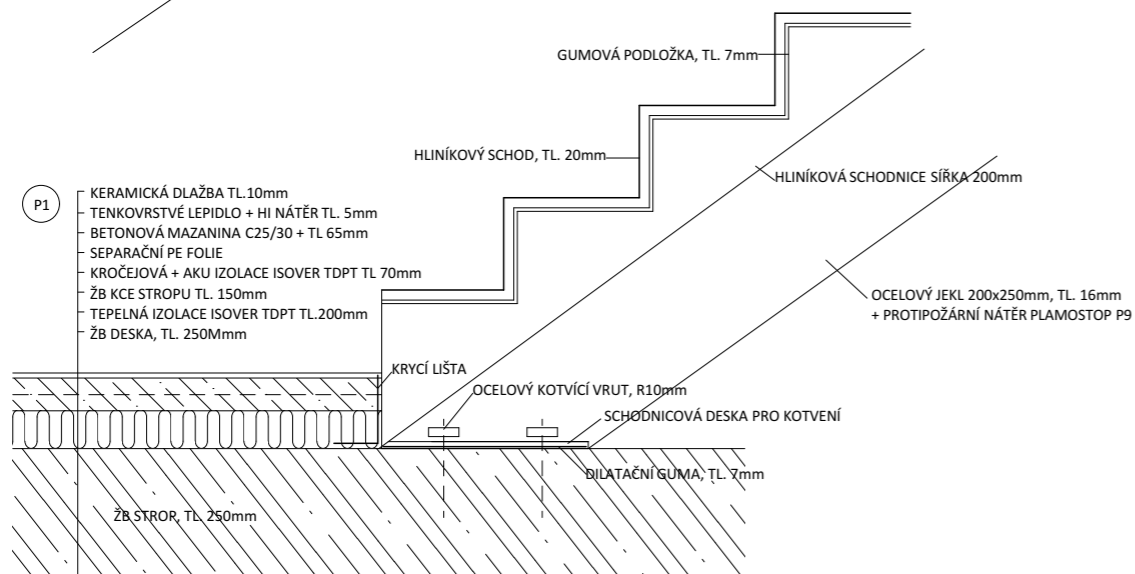 GUMOVÁ PODLOŽKA, TL. 7mm
HLINÍKOVÝ SCHOD, TL. 20mm
HLINÍKOVÁ SCHODNICE SÍŘKA 200mm
P1
KERAMICKÁ DLAŽBA TL.10mm
TENKOVRSTVÉ LEPIDLO + HI NÁTĚR TL. 5mm
BETONOVÁ MAZANINA C25/30 + TL 65mm
SEPARAČNÍ PE FOLIE
KROČEJOVÁ + AKU IZOLACE ISOVER TDPT TL 70mm
ŽB KCE STROPU TL. 150mm
TEPELNÁ IZOLACE ISOVER TDPT TL.200mm
ŽB DESKA, TL. 250Mmm
OCELOVÝ JEKL 200x250mm, TL. 16mm
+ PROTIPOŽÁRNÍ NÁTĚR PLAMOSTOP P9
KRYCÍ LIŠTA
OCELOVÝ KOTVÍCÍ VRUT, R10mm
SCHODNICOVÁ DESKA PRO KOTVENÍ
DILATAČNÍ GUMA, TL. 7mm
ŽB STROP, TL. 250mm